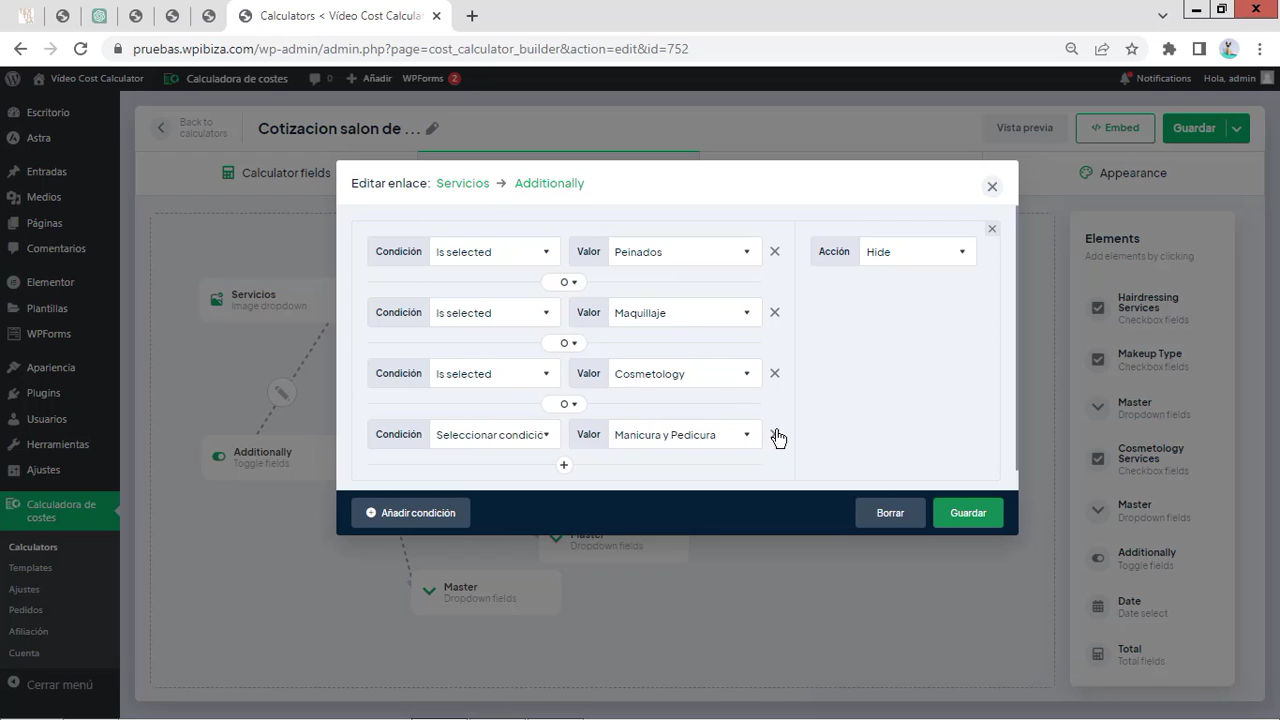 Calculators < Vídeo Cost Calcula
pruebas.wpibiza.com/wp-admin/admin.php?page=cost_calculator_builder&action=edit&id=752
Vídeo Cost Calculator
Calculadora de costes
0
Añadir
WPForms 2
Notifications
Hola, admin
Escritorio
Astra
Entradas
Medios
Páginas
Comentarios
Elementor
Plantillas
WPForms
Apariencia
Plugins
Usuarios
Herramientas
Ajustes
Calculadora de
costes
Calculators
Templates
Ajustes
Pedidos
Afiliación
Cuenta
Cerrar menú
Back to
calculators
Cotizacion salon de ...
Vista previa
</> Embed
Guardar
Calculator fields
Appearance
Servicios
Image dropdown
Additionally
Toggle fields
Master
Dropdown fields
Master
Dropdown fields
Editar enlace: Servicios → Additionally
Condición Is selected Valor Peinados
Acción Hide
O
Condición Is selected Valor Maquillaje
O
Condición Is selected Valor Cosmetology
O
Condición Seleccionar condició Valor Manicura y Pedicura
Añadir condición
Borrar
Guardar
Elements
Add elements by clicking
Hairdressing
Services
Checkbox fields
Makeup Type
Checkbox fields
Master
Dropdown fields
Cosmetology
Services
Checkbox fields
Master
Dropdown fields
Additionally
Toggle fields
Date
Date select
Total
Total fields